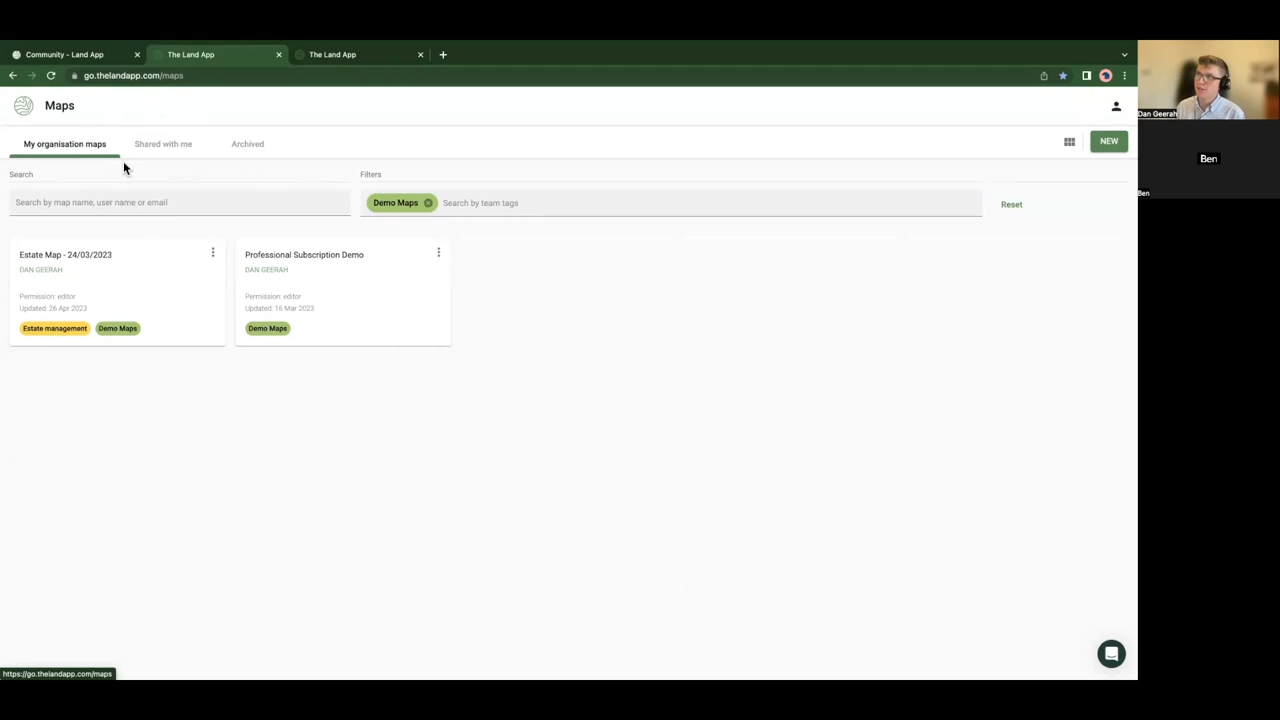 Community - Land App
The Land App
The Land App
go.thelandapp.com/maps
Maps
My organisation maps
Shared with me
Archived
NEW
Search
Filters
Search by map name, user name or email
Demo Maps
Search by team tags
Reset
Estate Map - 24/03/2023
DAN GEERAH
Permission: editor
Updated: 26 Apr 2023
Estate management
Demo Maps
Professional Subscription Demo
DAN GEERAH
Permission: editor
Updated: 16 Mar 2023
Demo Maps
https://go.thelandapp.com/maps
Dan Geerah
Ben
Ben